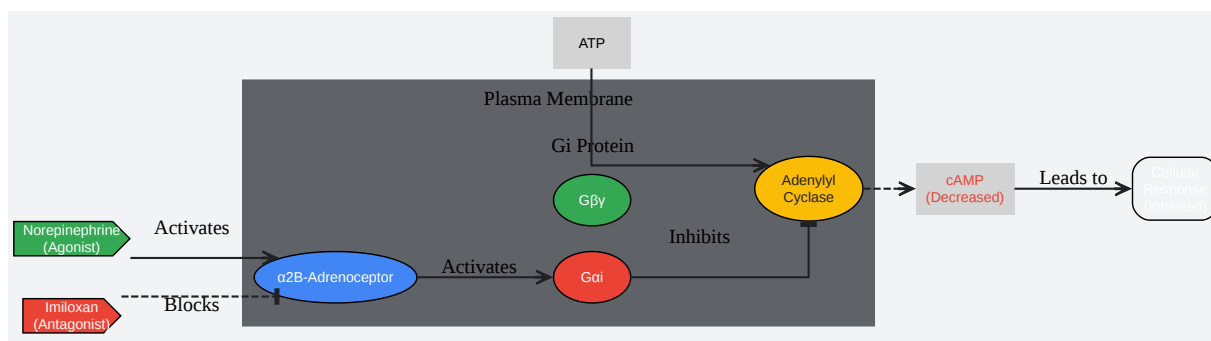 ATP
Plasma Membrane
Gi Protein
Gβγ
Adenylyl
Cyclase
cAMP
(Decreased)
Leads to
Cellular
Response
(Inhibited)
Norepinephrine
(Agonist)
Activates
α2B-Adrenoceptor
Activates
Gαi
Inhibits
Imiloxan
(Antagonist)
Blocks